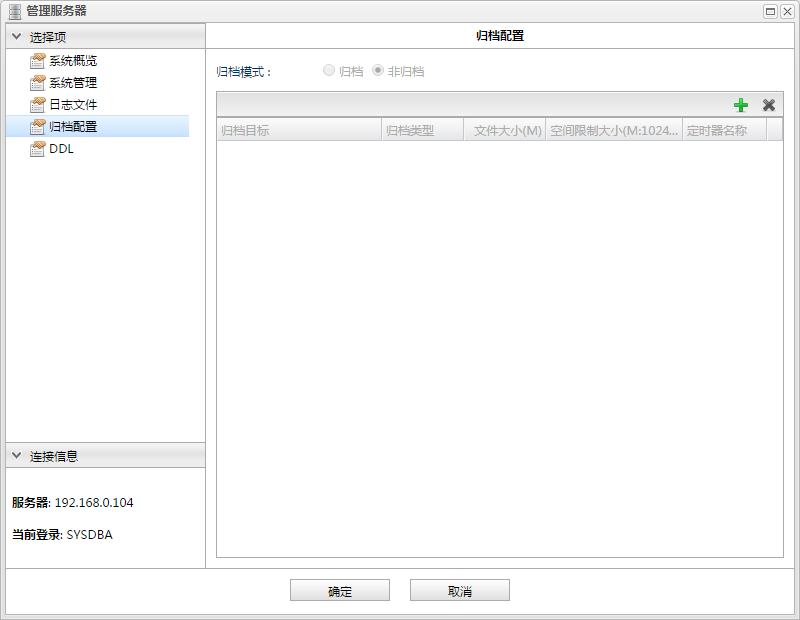 管理服务器
选择项
系统概览
系统管理
日志文件
归档配置
DDL
连接信息
服务器: 192.168.0.104
当前登录: SYSDBA
归档配置
归档模式： 归档 非归档
归档目标 归档类型 文件大小(M) 空间限制大小(M:1024... 定时器名称
确定 取消